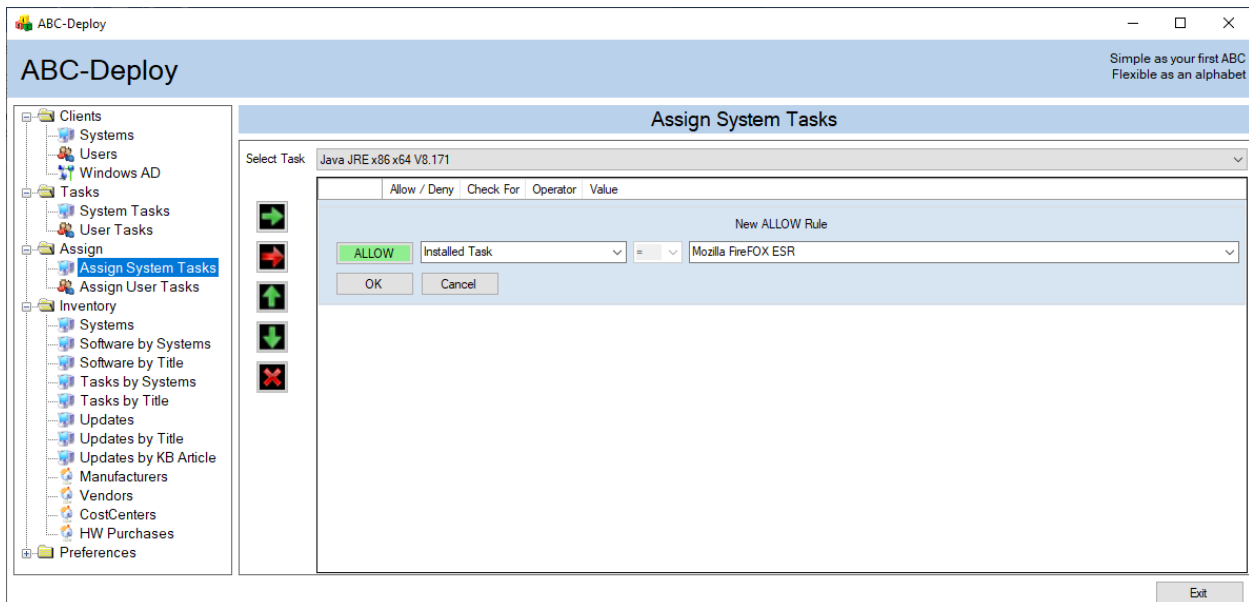 ABC-Deploy
ABC-Deploy
Simple as your first ABC
Flexible as an alphabet
Clients
Systems
Users
Windows AD
Tasks
System Tasks
User Tasks
Assign
Assign System Tasks
Assign User Tasks
Inventory
Systems
Software by Systems
Software by Title
Tasks by Systems
Tasks by Title
Updates
Updates by Title
Updates by KB Article
Manufacturers
Vendors
CostCenters
HW Purchases
Preferences
Assign System Tasks
Select Task Java JRE x86 x64 V8.171
Allow / Deny Check For Operator Value
New ALLOW Rule
ALLOW Installed Task = Mozilla FireFOX ESR
OK Cancel
Exit